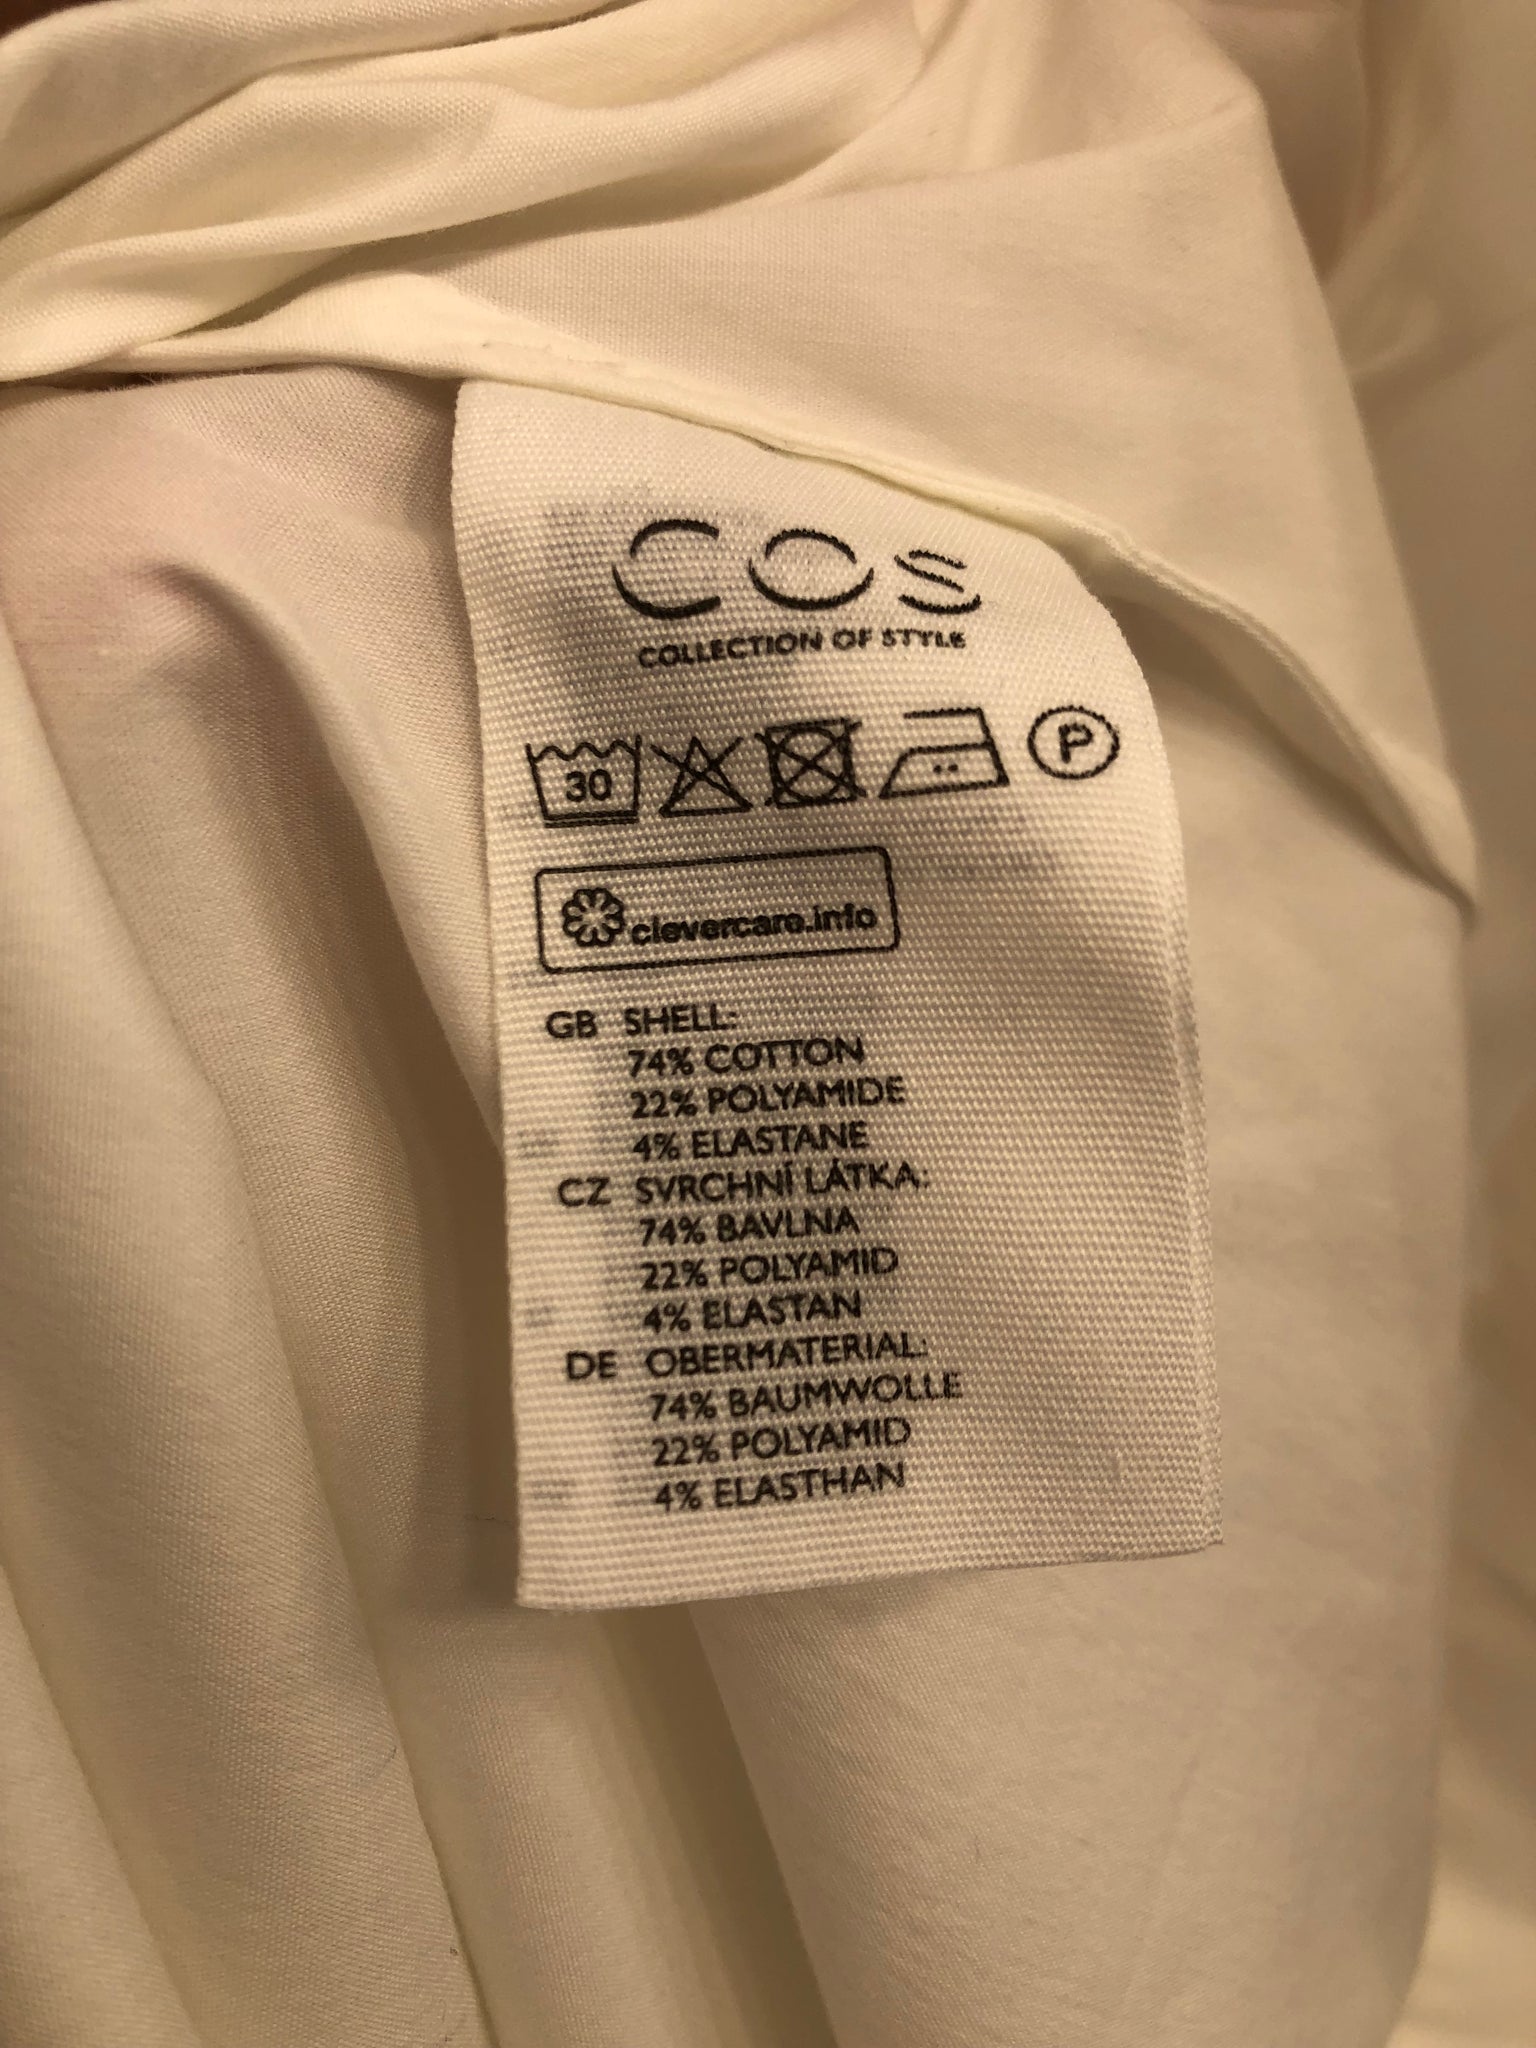 COS
COLLECTION OF STYLE
30 P
clevercare.info
GB SHELL:
74% COTTON
22% POLYAMIDE
4% ELASTANE
CZ SVRCHNÍ LÁTKA:
74% BAVLNA
22% POLYAMID
4% ELASTAN
DE OBERMATERIAL:
74% BAUMWOLLE
22% POLYAMID
4% ELASTHAN